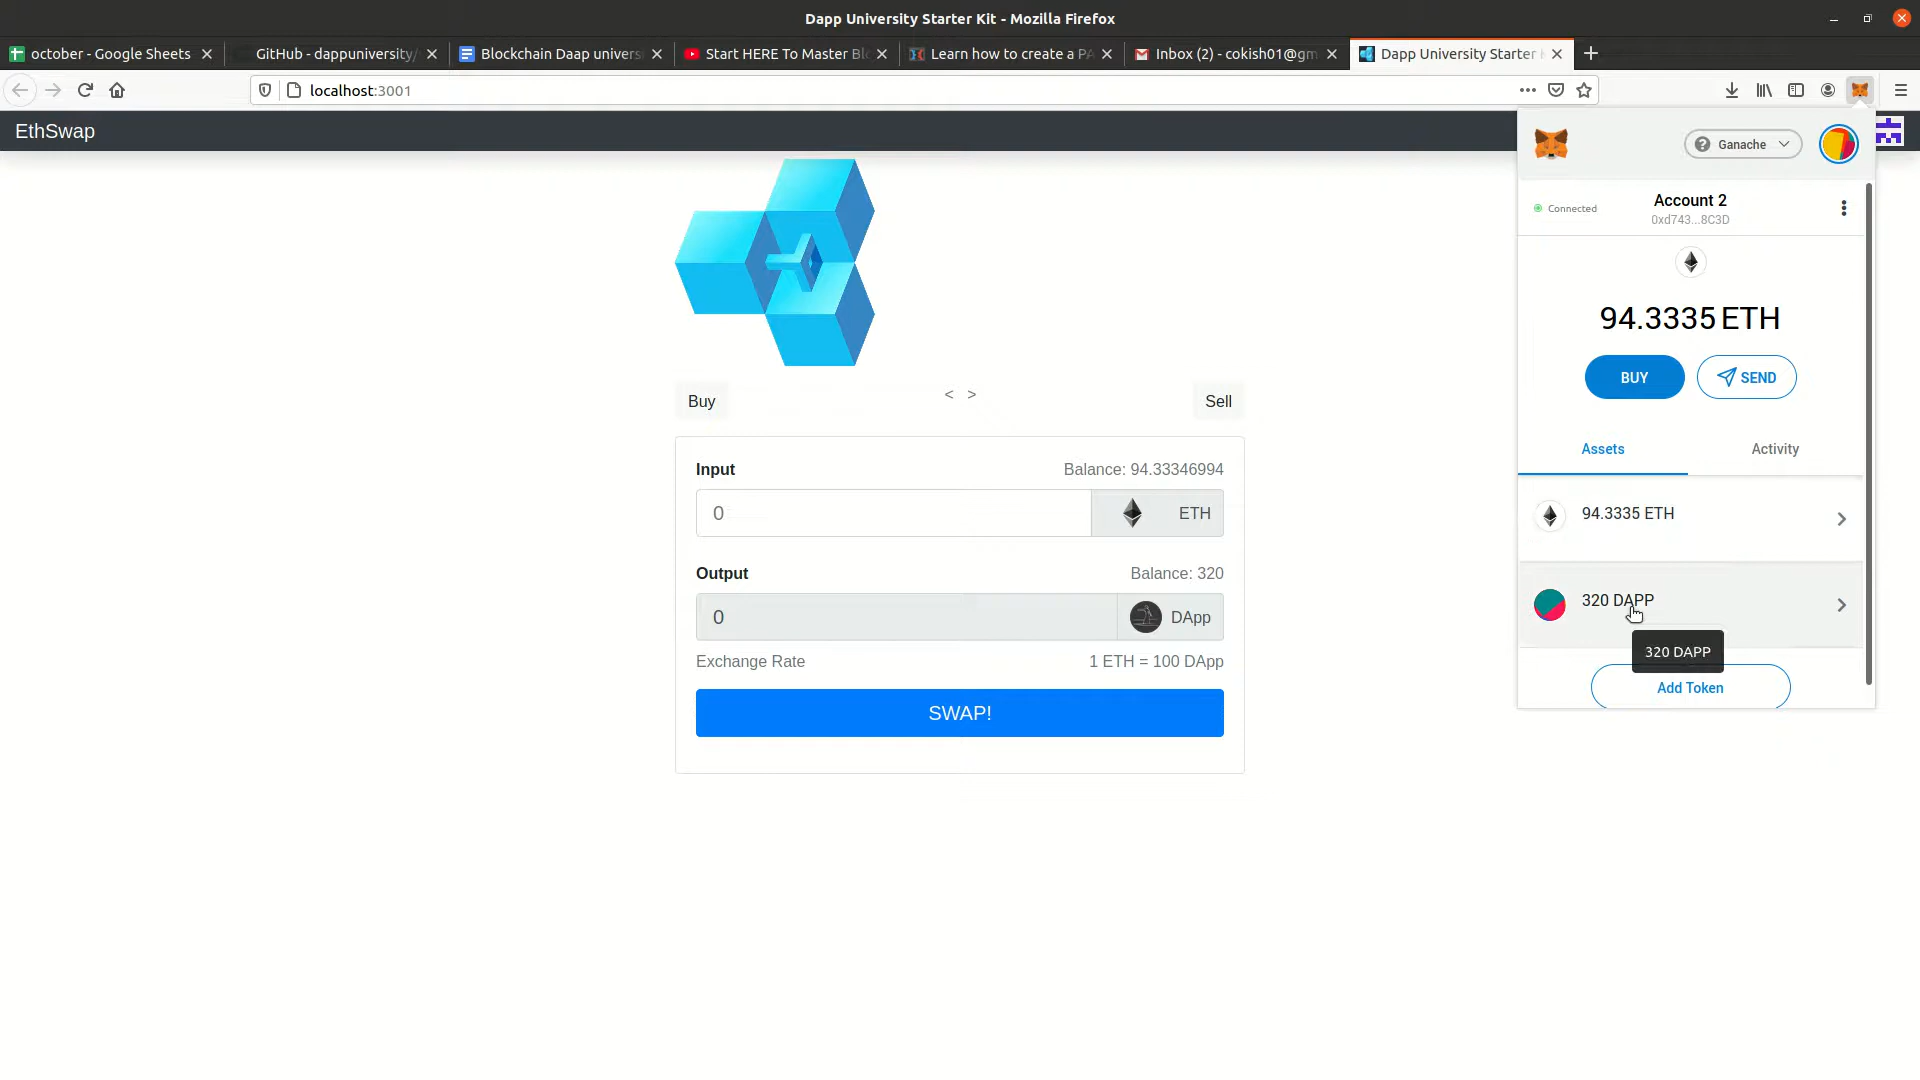 Dapp University Starter Kit - Mozilla Firefox
october - Google Sheets
GitHub - dappuniversity/
Blockchain Daap univers
Start HERE To Master Blo
Learn how to create a PA
Inbox (2) - cokish01@gm
Dapp University Starter
localhost:3001
EthSwap
Ganache
Connected
Account 2
0xd743...8C3D
94.3335 ETH
BUY
SEND
Buy
< >
Sell
Assets
Activity
Input
Balance: 94.33346994
0
ETH
94.3335 ETH
Output
Balance: 320
0
DApp
320 DAPP
320 DAPP
Exchange Rate
1 ETH = 100 DApp
Add Token
SWAP!